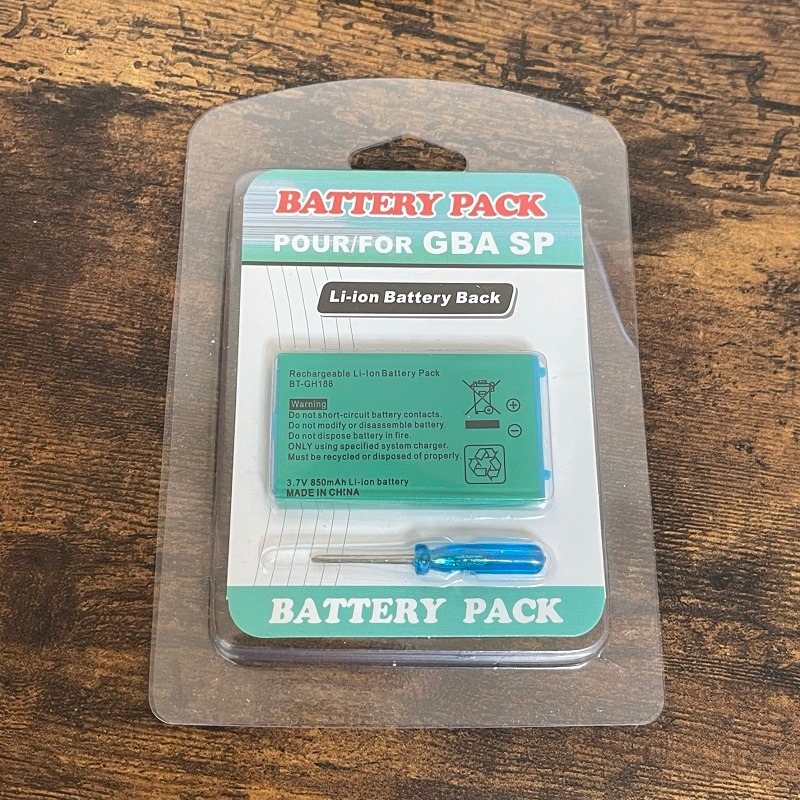 BATTERY PACK
POUR/FOR GBA SP
Li-ion Battery Back
Rechargeable Li-Ion Battery Pack
BT-GH188
Warning
Do not short-circuit battery contacts.
Do not modify or disassemble battery.
Do not dispose battery in fire.
ONLY using specified system charger.
Must be recycled or disposed of properly.
3.7V 850mAh Li-ion battery
MADE IN CHINA
BATTERY PACK